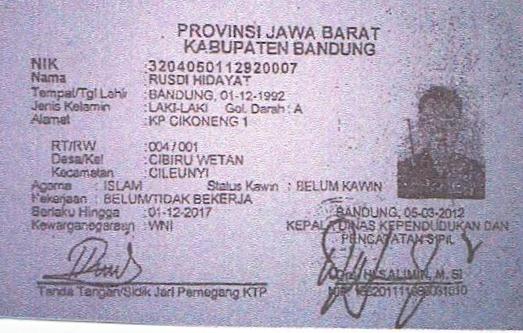 PROVINSI JAWA BARAT
KABUPATEN BANDUNG
NIK : 3204050112920007
Nama : RUSDI HIDAYAT
Tempat/Tgl Lahir : BANDUNG, 01-12-1992
Jenis Kelamin : LAKI-LAKI Gol. Darah : A
Alamat : KP CIKONENG 1
RT/RW : 004 / 001
Desa/Kel : CIBIRU WETAN
Kecamatan : CILEUNYI
Agama : ISLAM Status Kawin : BELUM KAWIN
Pekerjaan : BELUM/TIDAK BEKERJA
Berlaku Hingga : 01-12-2017
Kewarganegaraan : WNI
BANDUNG, 05-03-2012
KEPALA DINAS KEPENDUDUKAN DAN
PENCATATAN SIPIL
SALIMIN, M. SI
Tanda Tangan/Sidik Jari Pemegang KTP
NIP